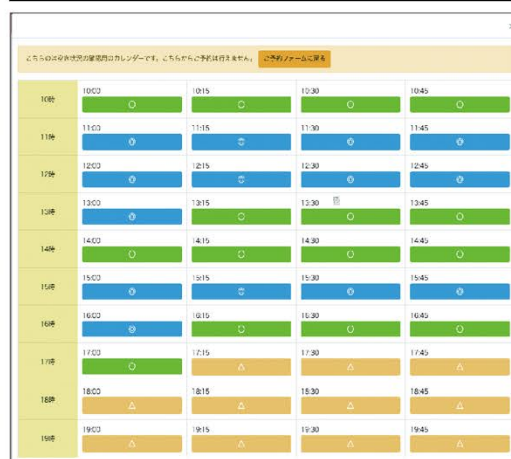 こちらのは空き状況の確認用のカレンダーです。こちらからご予約は行えません。 ご予約フォームに戻る
10時 10:00 10:15 10:30 10:45
○ ○ ○ ○
11時 11:00 11:15 11:30 11:45
◎ ◎ ◎ ◎
12時 12:00 12:15 12:30 12:45
◎ ◎ ◎ ◎
13時 13:00 13:15 13:30 13:45
◎ ○ ○ ○
14時 14:00 14:15 14:30 14:45
○ ○ ○ ○
15時 15:00 15:15 15:30 15:45
◎ ◎ ◎ ◎
16時 16:00 16:15 16:30 16:45
◎ ○ ○ ○
17時 17:00 17:15 17:30 17:45
○ △ △ △
18時 18:00 18:15 18:30 18:45
△ △ △ △
19時 19:00 19:15 19:30 19:45
△ △ △ △